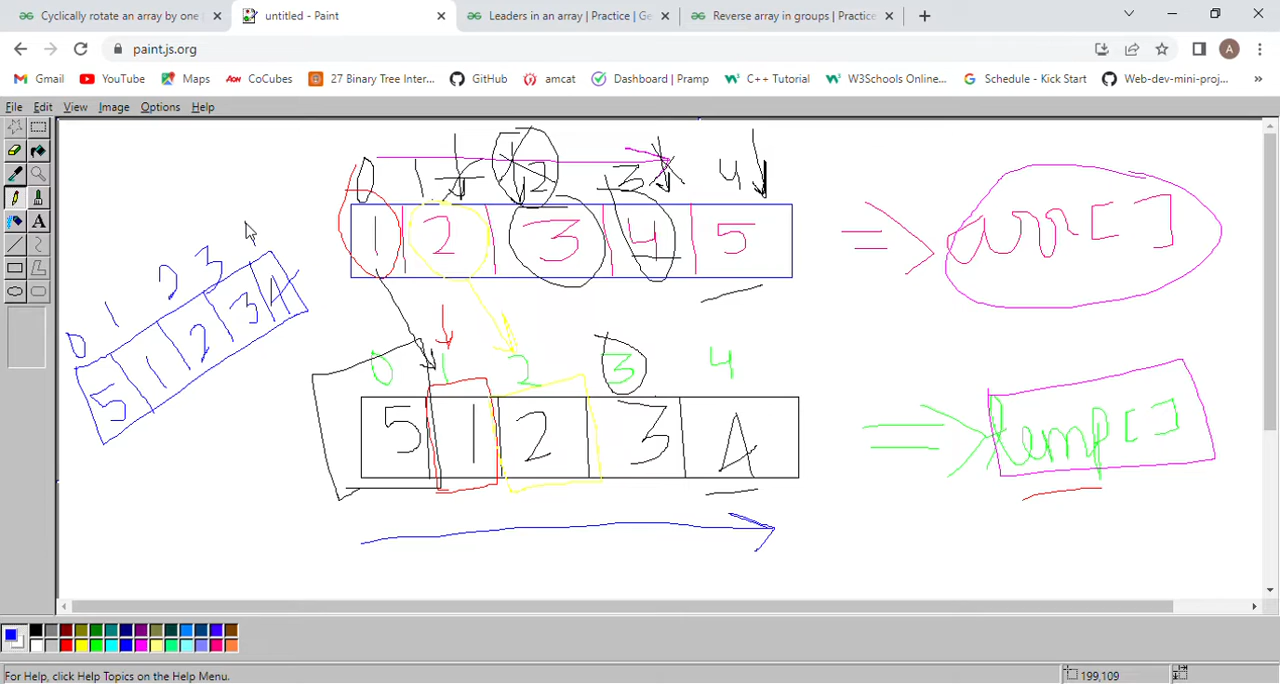 Cyclically rotate an array by one
untitled - Paint
Leaders in an array | Practice | Ge
Reverse array in groups | Practice
paint.js.org
A
Gmail
YouTube
Maps
CoCubes
27 Binary Tree Inter...
GitHub
amcat
Dashboard | Pramp
C++ Tutorial
W3Schools Onlin...
Schedule - Kick Start
Web-dev-mini-proj...
»
File Edit View Image Options Help
0 1 2 3 4
1 2 3 4 5
=> arr[]
0 1 2 3
5 1 2 3 4
0 1 2 3 4
5 1 2 3 4
=> temp[]
For Help, click Help Topics on the Help Menu.
199,109